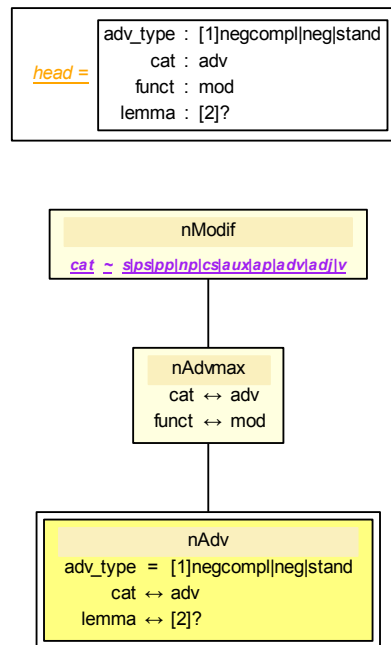 head =
adv_type : [1]negcompl|neg|stand
cat : adv
funct : mod
lemma : [2]?
nModif
cat ~ s|ps|pp|np|cs|aux|ap|adv|adj|v
nAdvmax
cat ↔ adv
funct ↔ mod
nAdv
adv_type = [1]negcompl|neg|stand
cat ↔ adv
lemma ↔ [2]?